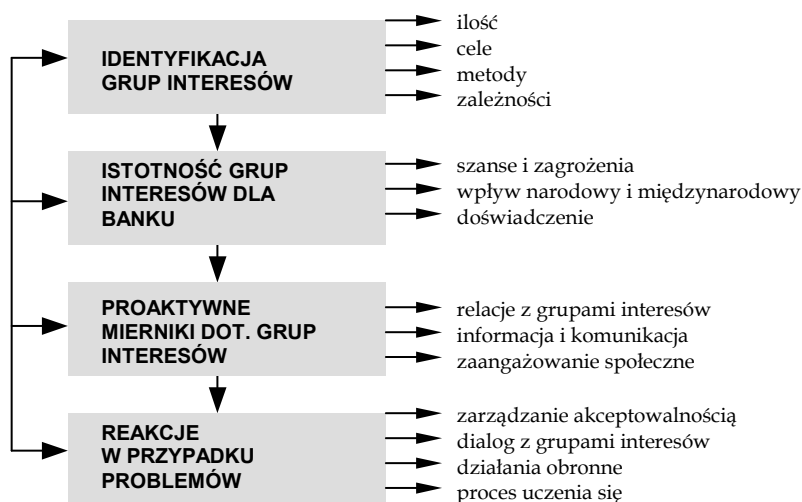 IDENTYFIKACJA
GRUP INTERESÓW
ilość
cele
metody
zależności
ISTOTNOŚĆ GRUP
INTERESÓW DLA
BANKU
szanse i zagrożenia
wpływ narodowy i międzynarodowy
doświadczenie
PROAKTYWNE
MIERNIKI DOT. GRUP
INTERESÓW
relacje z grupami interesów
informacja i komunikacja
zaangażowanie społeczne
REAKCJE
W PRZYPADKU
PROBLEMÓW
zarządzanie akceptowalnością
dialog z grupami interesów
działania obronne
proces uczenia się